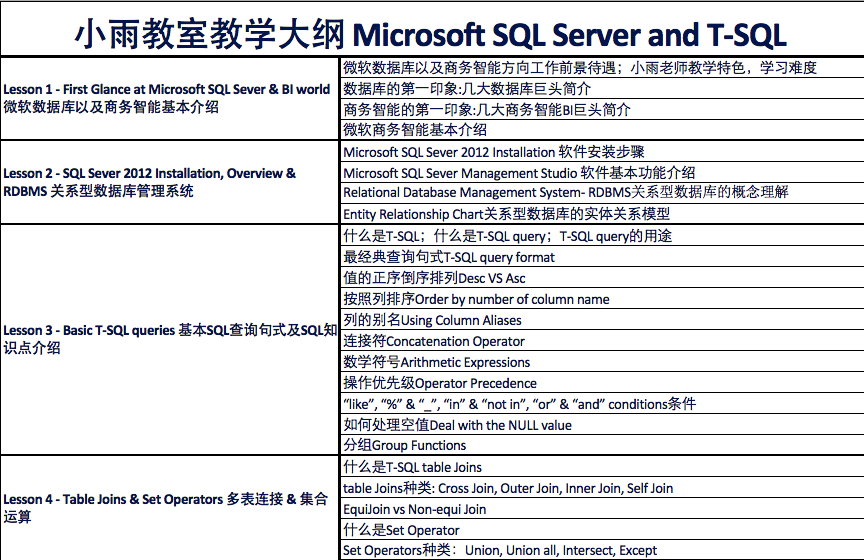 小雨教室教学大纲 Microsoft SQL Server and T-SQL
Lesson 1 - First Glance at Microsoft SQL Sever & BI world
微软数据库以及商务智能基本介绍
微软数据库以及商务智能方向工作前景待遇；小雨老师教学特色，学习难度
数据库的第一印象:几大数据库巨头简介
商务智能的第一印象:几大商务智能BI巨头简介
微软商务智能基本介绍
Lesson 2 - SQL Sever 2012 Installation, Overview &
RDBMS 关系型数据库管理系统
Microsoft SQL Sever 2012 Installation 软件安装步骤
Microsoft SQL Sever Management Studio 软件基本功能介绍
Relational Database Management System- RDBMS关系型数据库的概念理解
Entity Relationship Chart关系型数据库的实体关系模型
Lesson 3 - Basic T-SQL queries 基本SQL查询句式及SQL知
识点介绍
什么是T-SQL；什么是T-SQL query；T-SQL query的用途
最经典查询句式T-SQL query format
值的正序倒序排列Desc VS Asc
按照列排序Order by number of column name
列的别名Using Column Aliases
连接符Concatenation Operator
数学符号Arithmetic Expressions
操作优先级Operator Precedence
“like”, “%” & “_”, “in” & “not in”, “or” & “and” conditions条件
如何处理空值Deal with the NULL value
分组Group Functions
Lesson 4 - Table Joins & Set Operators 多表连接 & 集合
运算
什么是T-SQL table Joins
table Joins种类: Cross Join, Outer Join, Inner Join, Self Join
EquiJoin vs Non-equi Join
什么是Set Operator
Set Operators种类：Union, Union all, Intersect, Except